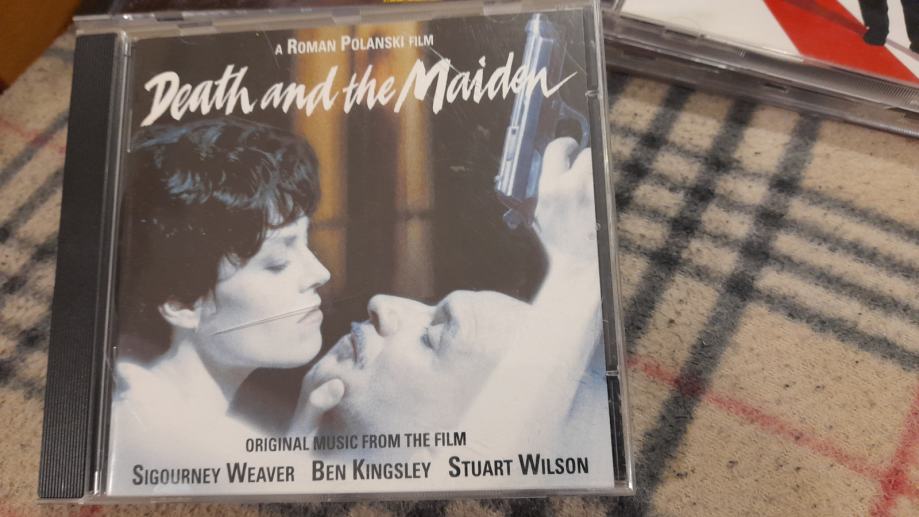 A ROMAN POLANSKI FILM
Death and the Maiden
ORIGINAL MUSIC FROM THE FILM
SIGOURNEY WEAVER BEN KINGSLEY STUART WILSON